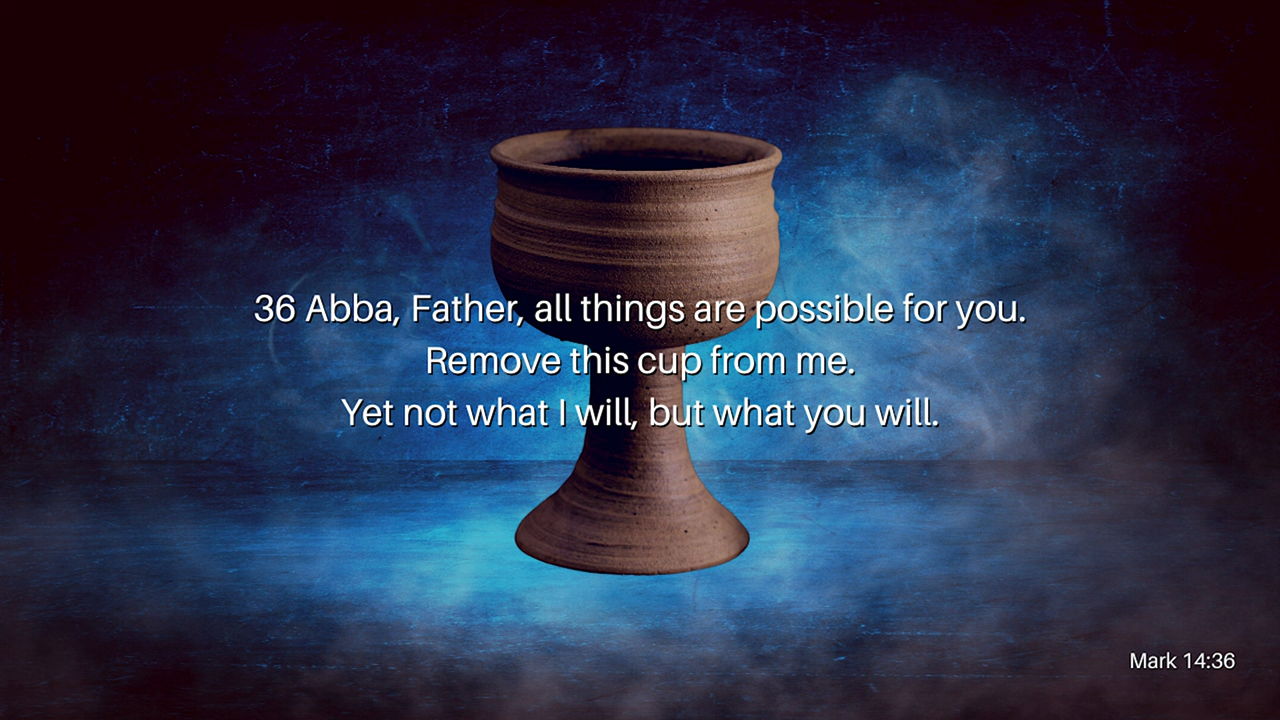 36 Abba, Father, all things are possible for you.
Remove this cup from me.
Yet not what I will, but what you will.
Mark 14:36